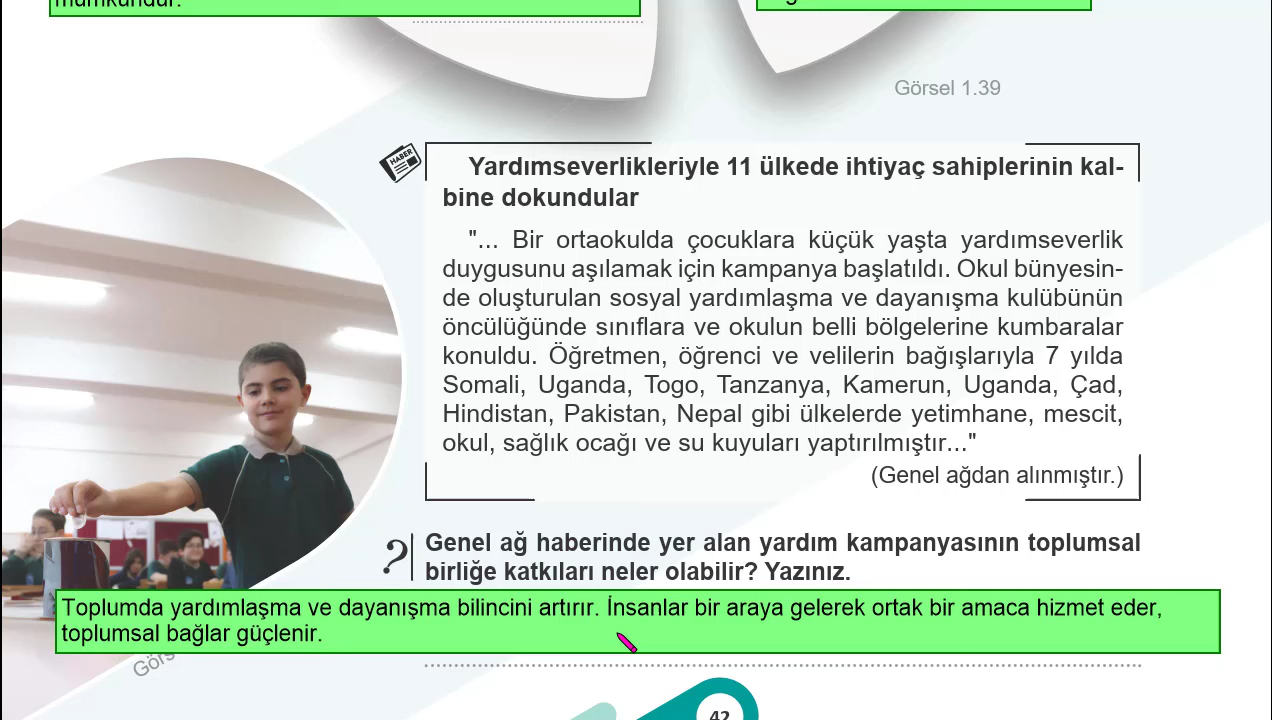 mümkündür.
Görsel 1.39
HABER
Yardımseverlikleriyle 11 ülkede ihtiyaç sahiplerinin kal-
bine dokundular
"... Bir ortaokulda çocuklara küçük yaşta yardımseverlik
duygusunu aşılamak için kampanya başlatıldı. Okul bünyesin-
de oluşturulan sosyal yardımlaşma ve dayanışma kulübünün
öncülüğünde sınıflara ve okulun belli bölgelerine kumbaralar
konuldu. Öğretmen, öğrenci ve velilerin bağışlarıyla 7 yılda
Somali, Uganda, Togo, Tanzanya, Kamerun, Uganda, Çad,
Hindistan, Pakistan, Nepal gibi ülkelerde yetimhane, mescit,
okul, sağlık ocağı ve su kuyuları yaptırılmıştır..."
(Genel ağdan alınmıştır.)
? Genel ağ haberinde yer alan yardım kampanyasının toplumsal
birliğe katkıları neler olabilir? Yazınız.
Toplumda yardımlaşma ve dayanışma bilincini artırır. İnsanlar bir araya gelerek ortak bir amaca hizmet eder,
toplumsal bağlar güçlenir.
42